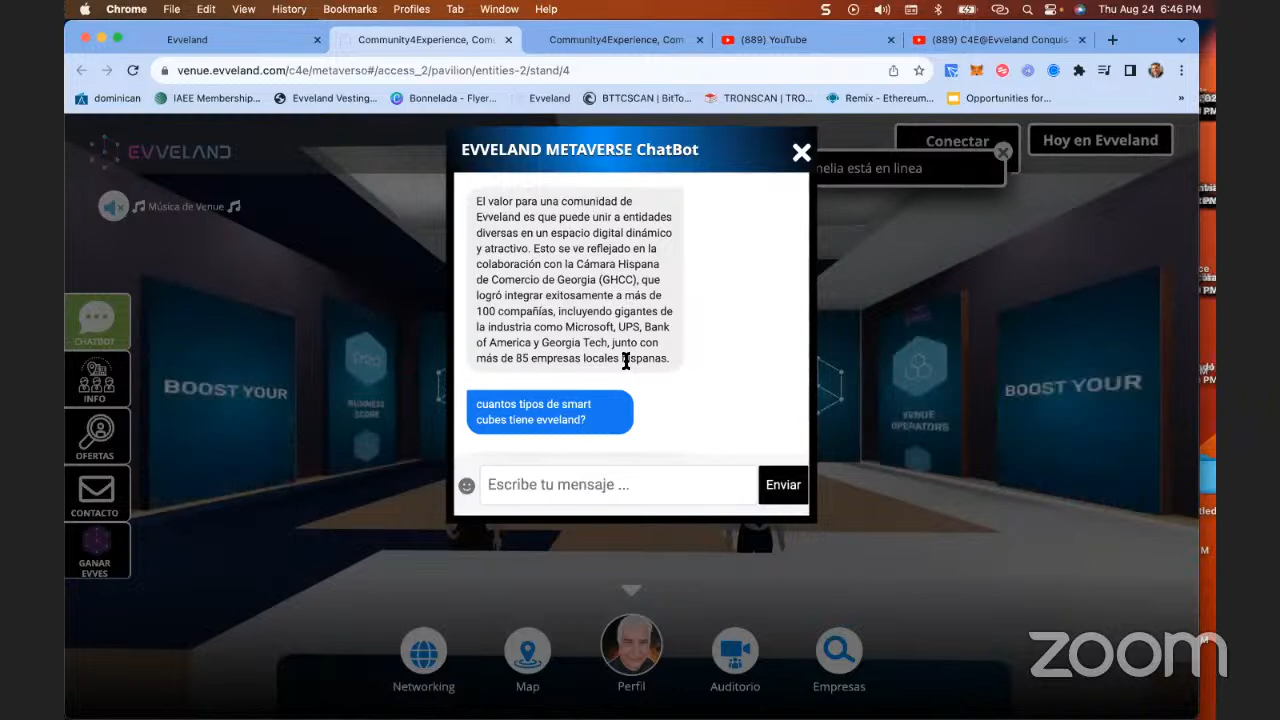 Chrome File Edit View History Bookmarks Profiles Tab Window Help Thu Aug 24 6:46 PM
Evveland Community4Experience, Com Community4Experience, Com (889) YouTube (889) C4E@Evveland Conquis
venue.evveland.com/c4e/metaverso#/access_2/pavilion/entities-2/stand/4
dominican IAEE Membership... Evveland Vesting... Bonnelada - Flyer... Evveland BTTCSCAN | BitTo... TRONSCAN | TRO... Remix - Ethereum... Opportunities for... »
EVVELAND
Conectar
Hoy en Evveland
está en linea
Música de Venue
EVVELAND METAVERSE ChatBot
El valor para una comunidad de
Evveland es que puede unir a entidades
diversas en un espacio digital dinámico
y atractivo. Esto se ve reflejado en la
colaboración con la Cámara Hispana
de Comercio de Georgia (GHCC), que
logró integrar exitosamente a más de
100 compañías, incluyendo gigantes de
la industria como Microsoft, UPS, Bank
of America y Georgia Tech, junto con
más de 85 empresas locales hispanas.
cuantos tipos de smart
cubes tiene evveland?
Escribe tu mensaje ...
Enviar
CHATBOT
INFO
OFERTAS
CONTACTO
GANAR
EVVES
BOOST YOUR
BUSINESS
SCORE
VENUE
OPERATORS
BOOST YOUR
Networking
Map
Perfil
Auditorio
Empresas
zoom